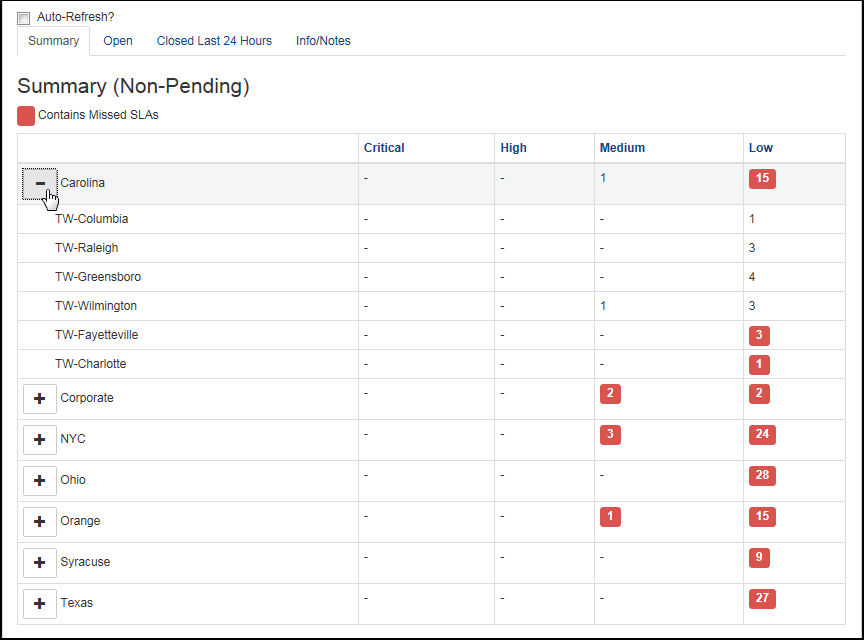 Auto-Refresh?
Summary Open Closed Last 24 Hours Info/Notes
Summary (Non-Pending)
Contains Missed SLAs
Critical High Medium Low
− Carolina - - 1 15
TW-Columbia - - - 1
TW-Raleigh - - - 3
TW-Greensboro - - - 4
TW-Wilmington - - 1 3
TW-Fayetteville - - - 3
TW-Charlotte - - - 1
+ Corporate - - 2 2
+ NYC - - 3 24
+ Ohio - - - 28
+ Orange - - 1 15
+ Syracuse - - - 9
+ Texas - - - 27